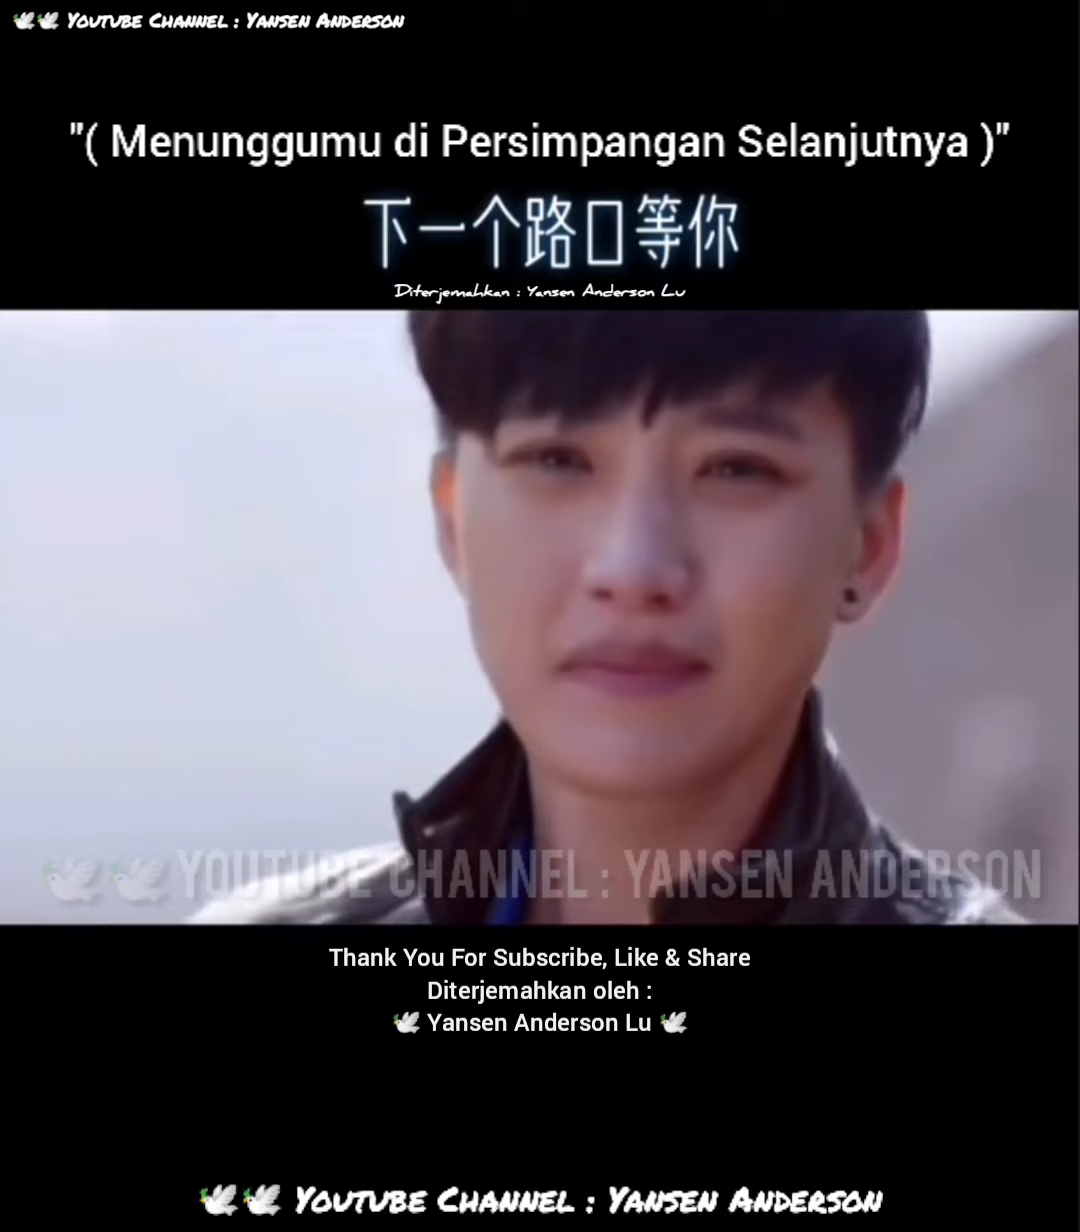 🕊🕊 Youtube Channel : Yansen Anderson
"( Menunggumu di Persimpangan Selanjutnya )"
下一个路口等你
Diterjemahkan : Yansen Anderson Lu
🕊🕊 YOUTUBE CHANNEL : YANSEN ANDERSON
Thank You For Subscribe, Like & Share
Diterjemahkan oleh :
🕊 Yansen Anderson Lu 🕊
🕊🕊 Youtube Channel : Yansen Anderson